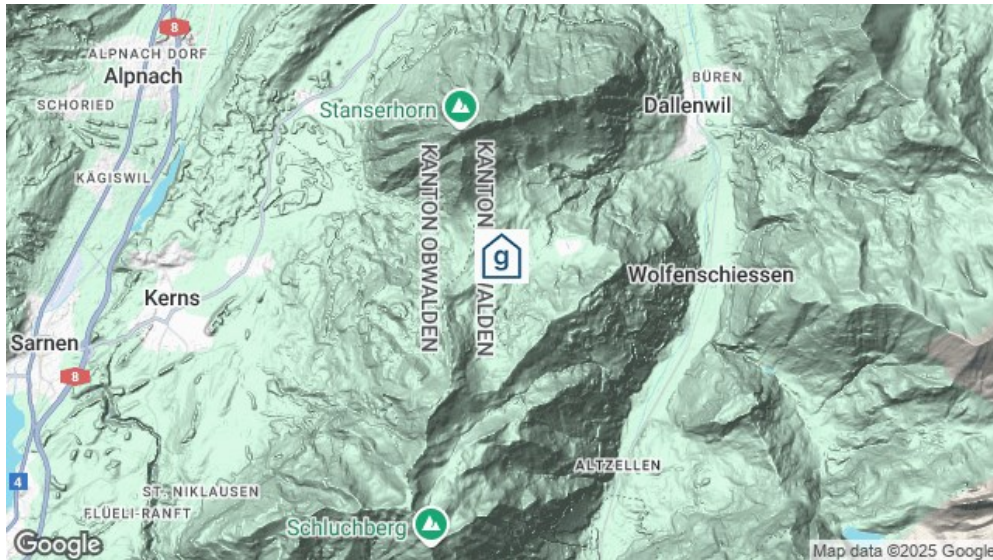 8
ALPNACH DORF
Alpnach
SCHORIED
Stanserhorn
BÜREN
Dallenwil
KÄGISWIL
KANTON OBWALDEN
KANTON
WALDEN
g
Wolfenschiessen
Kerns
Sarnen
8
4
ALTZELLEN
ST. NIKLAUSEN
FLÜELI-RANFT
Schluchberg
Google
Map data ©2025 Google